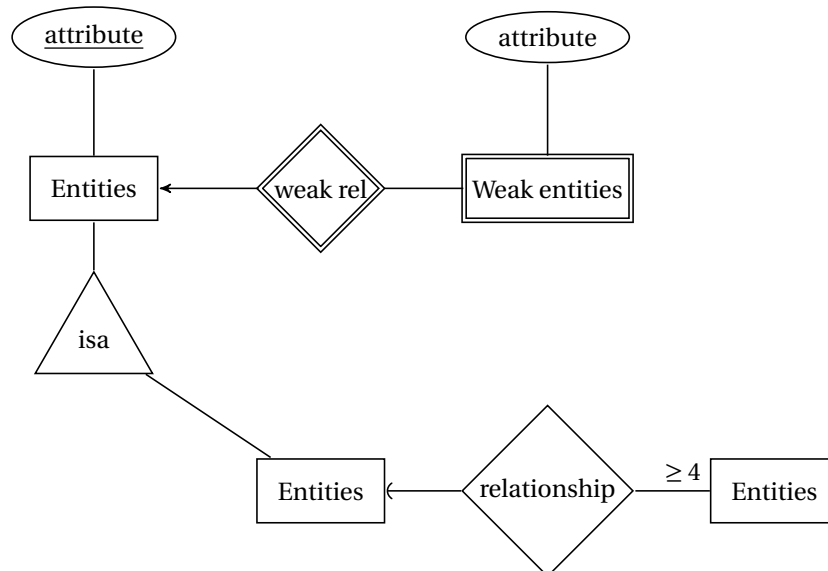 attribute
attribute
Entities
weak rel
Weak entities
isa
Entities
relationship
≥ 4
Entities